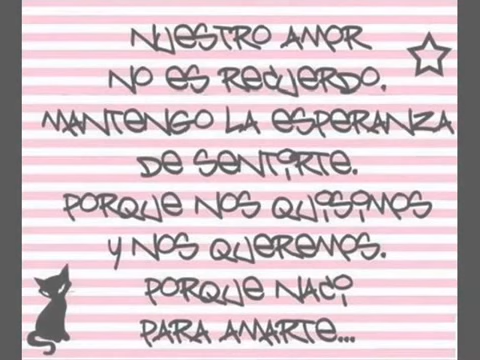 NUESTRO AMOR
NO ES RECUERDO.
MANTENGO LA ESPERANZA
DE SENTIRTE.
PORQUE NOS QUISIMOS
Y NOS QUEREMOS.
PORQUE NACI
PARA AMARTE...